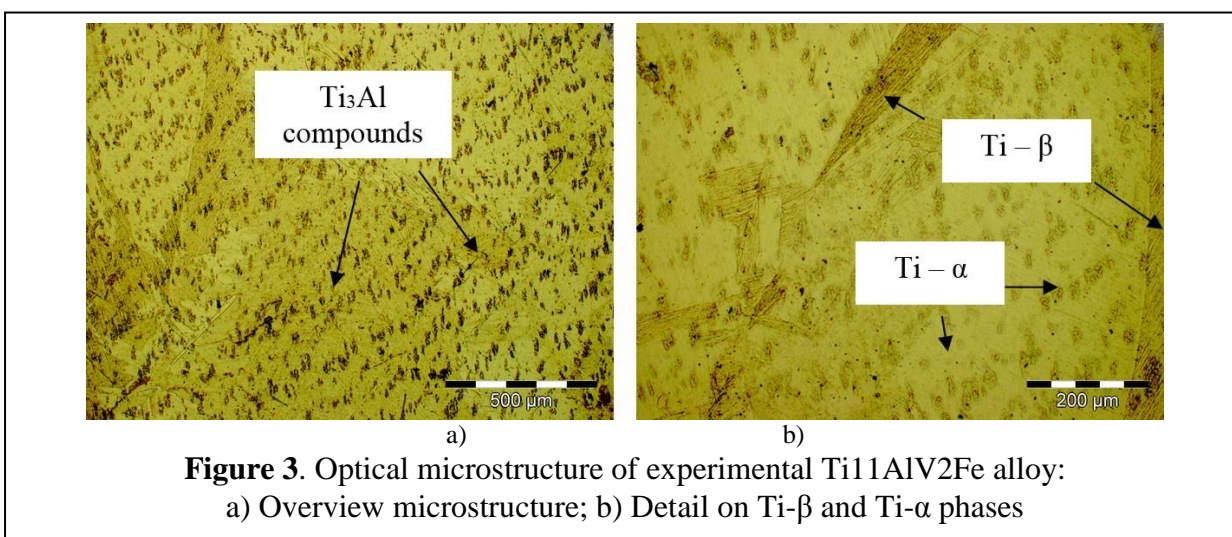 Ti₃Al
compounds
500 µm
Ti – β
Ti – α
200 µm
a)
b)
Figure 3. Optical microstructure of experimental Ti11AlV2Fe alloy:
a) Overview microstructure; b) Detail on Ti-β and Ti-α phases